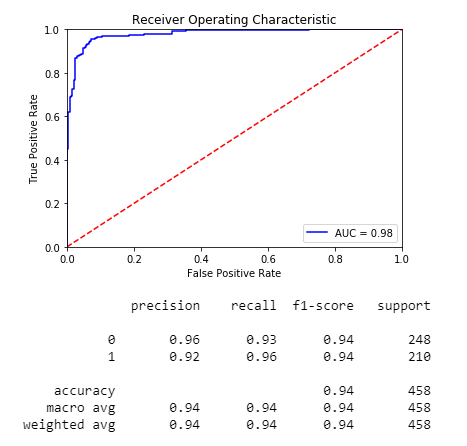 Receiver Operating Characteristic
1.0
0.8
0.6
0.4
0.2
0.0
True Positive Rate
0.0 0.2 0.4 0.6 0.8 1.0
False Positive Rate
AUC = 0.98
precision recall f1-score support
0 0.96 0.93 0.94 248
1 0.92 0.96 0.94 210
accuracy 0.94 458
macro avg 0.94 0.94 0.94 458
weighted avg 0.94 0.94 0.94 458